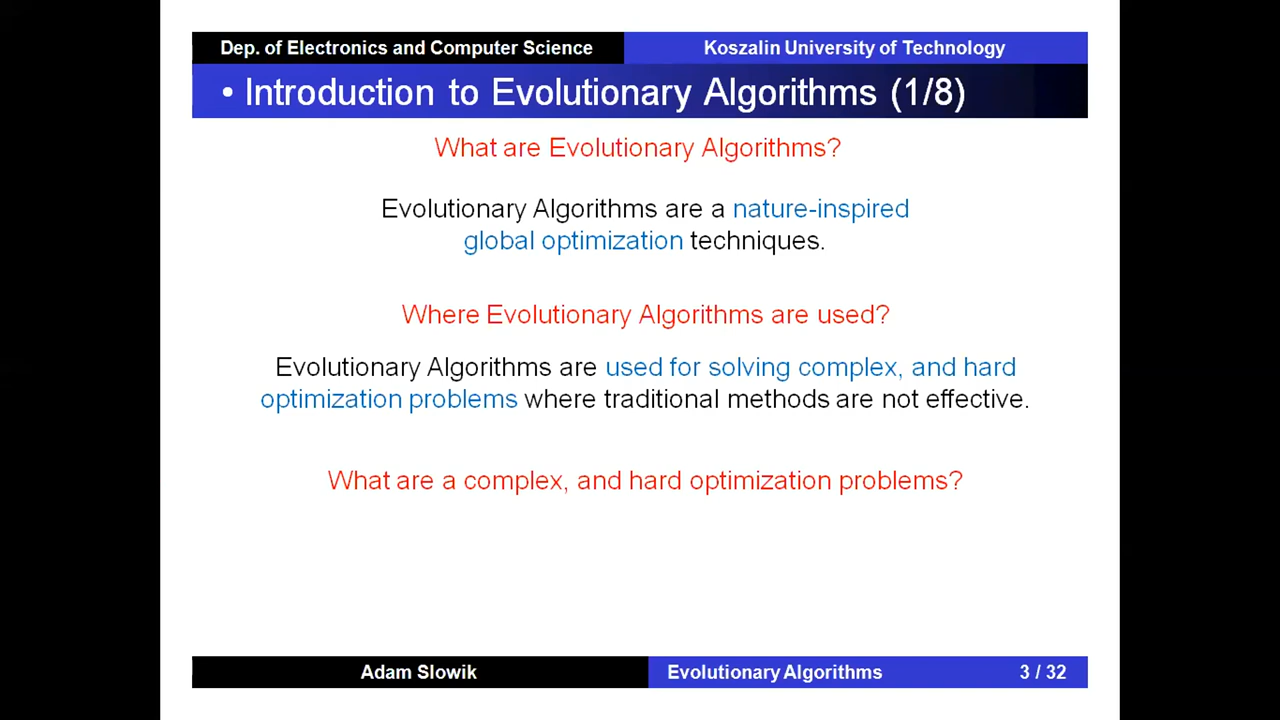 Dep. of Electronics and Computer Science
Koszalin University of Technology
• Introduction to Evolutionary Algorithms (1/8)
What are Evolutionary Algorithms?
Evolutionary Algorithms are a nature-inspired
global optimization techniques.
Where Evolutionary Algorithms are used?
Evolutionary Algorithms are used for solving complex, and hard
optimization problems where traditional methods are not effective.
What are a complex, and hard optimization problems?
Adam Slowik
Evolutionary Algorithms
3 / 32